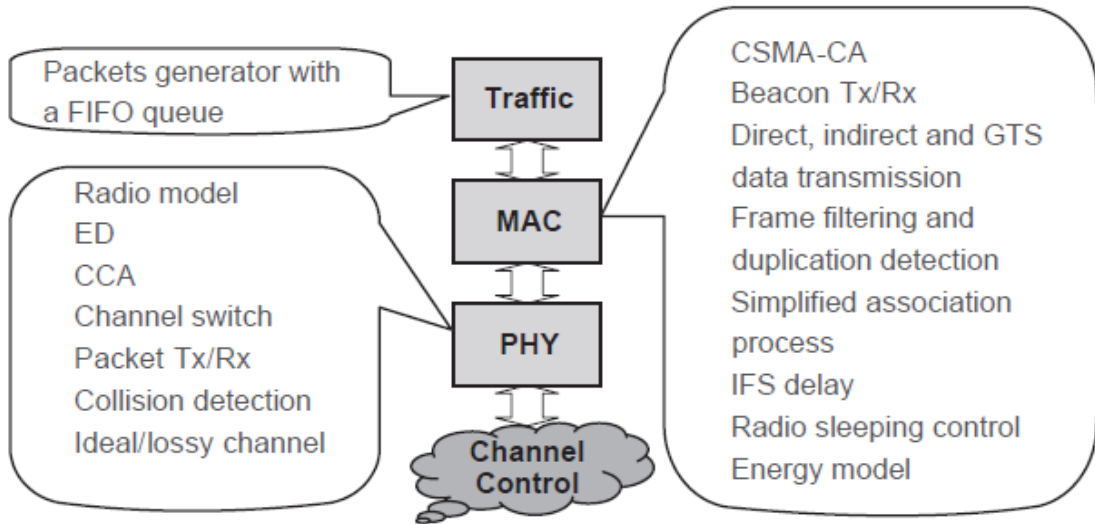 Packets generator with
a FIFO queue
Traffic
MAC
PHY
Channel
Control
Radio model
ED
CCA
Channel switch
Packet Tx/Rx
Collision detection
Ideal/lossy channel
CSMA-CA
Beacon Tx/Rx
Direct, indirect and GTS
data transmission
Frame filtering and
duplication detection
Simplified association
process
IFS delay
Radio sleeping control
Energy model